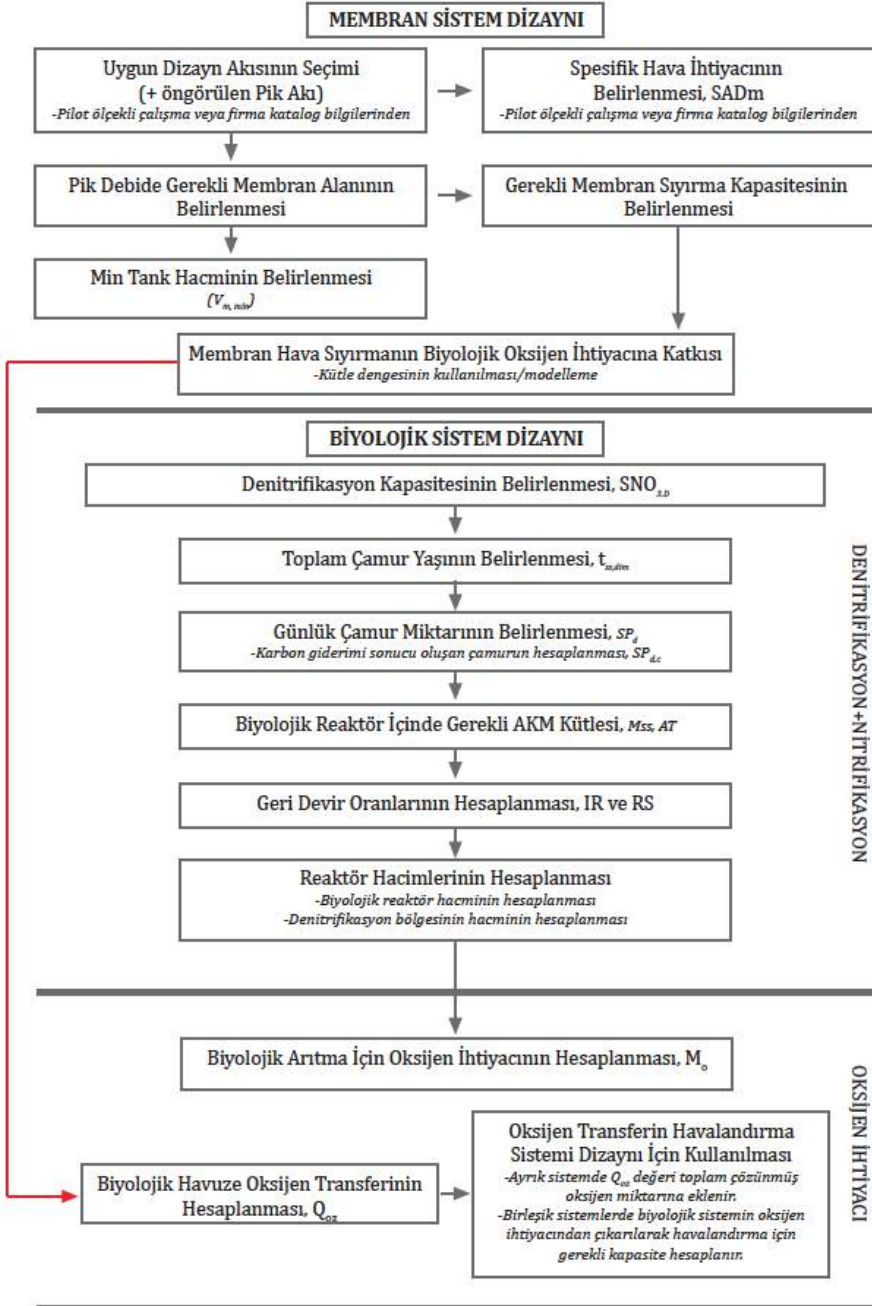 MEMBRAN SİSTEM DİZAYNI
Uygun Dizayn Akısının Seçimi
(+ öngörülen Pik Akı)
-Pilot ölçekli çalışma veya firma katalog bilgilerinden
Spesifik Hava İhtiyacının
Belirlenmesi, SADm
-Pilot ölçekli çalışma veya firma katalog bilgilerinden
Pik Debide Gerekli Membran Alanının
Belirlenmesi
Gerekli Membran Sıyırma Kapasitesinin
Belirlenmesi
Min Tank Hacminin Belirlenmesi
(V m, min)
Membran Hava Sıyırmanın Biyolojik Oksijen İhtiyacına Katkısı
-Kütle dengesinin kullanılması/modelleme
BİYOLOJİK SİSTEM DİZAYNI
Denitrifikasyon Kapasitesinin Belirlenmesi, SNO 3.D
Toplam Çamur Yaşının Belirlenmesi, t ss,dim
Günlük Çamur Miktarının Belirlenmesi, SP d
-Karbon giderimi sonucu oluşan çamurun hesaplanması, SP d.c
Biyolojik Reaktör İçinde Gerekli AKM Kütlesi, Mss, AT
Geri Devir Oranlarının Hesaplanması, IR ve RS
Reaktör Hacimlerinin Hesaplanması
-Biyolojik reaktör hacminin hesaplanması
-Denitrifikasyon bölgesinin hacminin hesaplanması
DENİTRİFİKASYON+NİTRİFİKASYON
Biyolojik Arıtma İçin Oksijen İhtiyacının Hesaplanması, M o
Biyolojik Havuze Oksijen Transferinin
Hesaplanması, Q oz
Oksijen Transferin Havalandırma
Sistemi Dizaynı İçin Kullanılması
-Ayrık sistemde Q oz değeri toplam çözünmüş
oksijen miktarına eklenir.
-Birleşik sistemlerde biyolojik sistemin oksijen
ihtiyacından çıkarılarak havalandırma için
gerekli kapasite hesaplanır.
OKSİJEN İHTİYACI